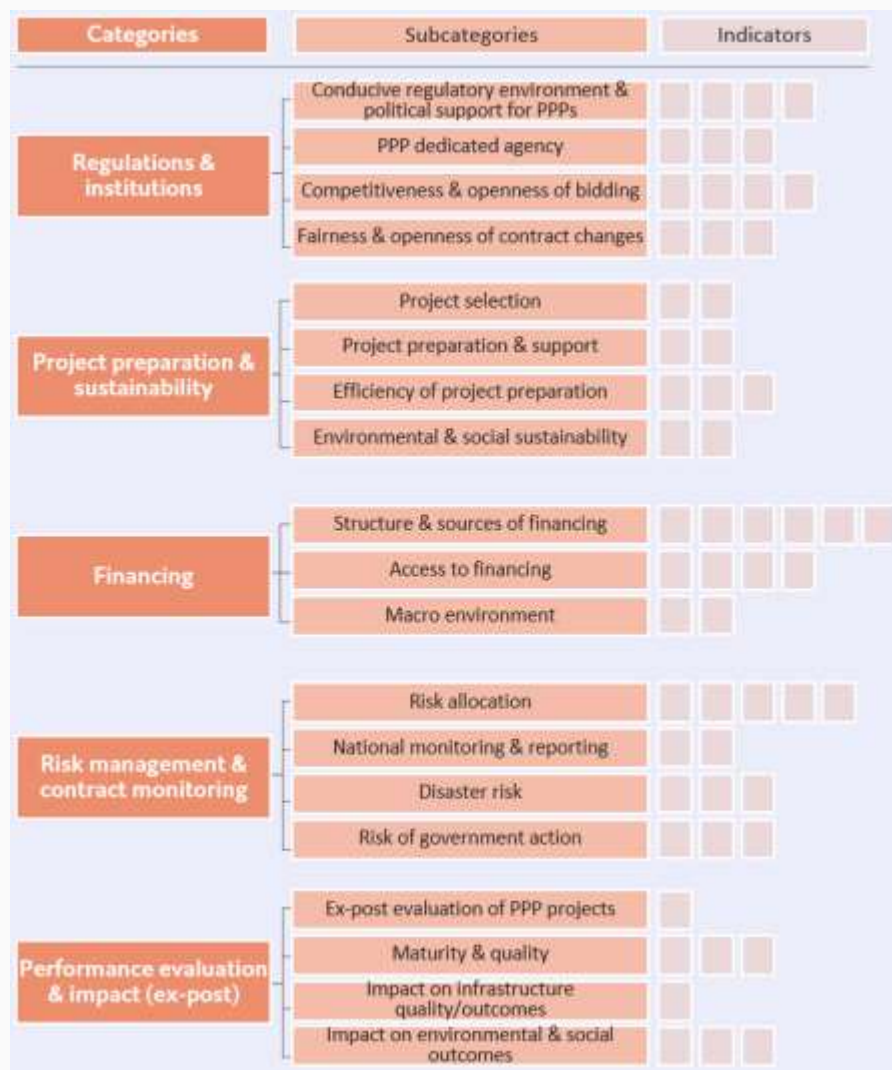 Categories
Subcategories
Indicators
Regulations &
institutions
Conducive regulatory environment &
political support for PPPs
PPP dedicated agency
Competitiveness & openness of bidding
Fairness & openness of contract changes
Project preparation &
sustainability
Project selection
Project preparation & support
Efficiency of project preparation
Environmental & social sustainability
Financing
Structure & sources of financing
Access to financing
Macro environment
Risk management &
contract monitoring
Risk allocation
National monitoring & reporting
Disaster risk
Risk of government action
Performance evaluation
& impact (ex-post)
Ex-post evaluation of PPP projects
Maturity & quality
Impact on infrastructure
quality/outcomes
Impact on environmental & social
outcomes